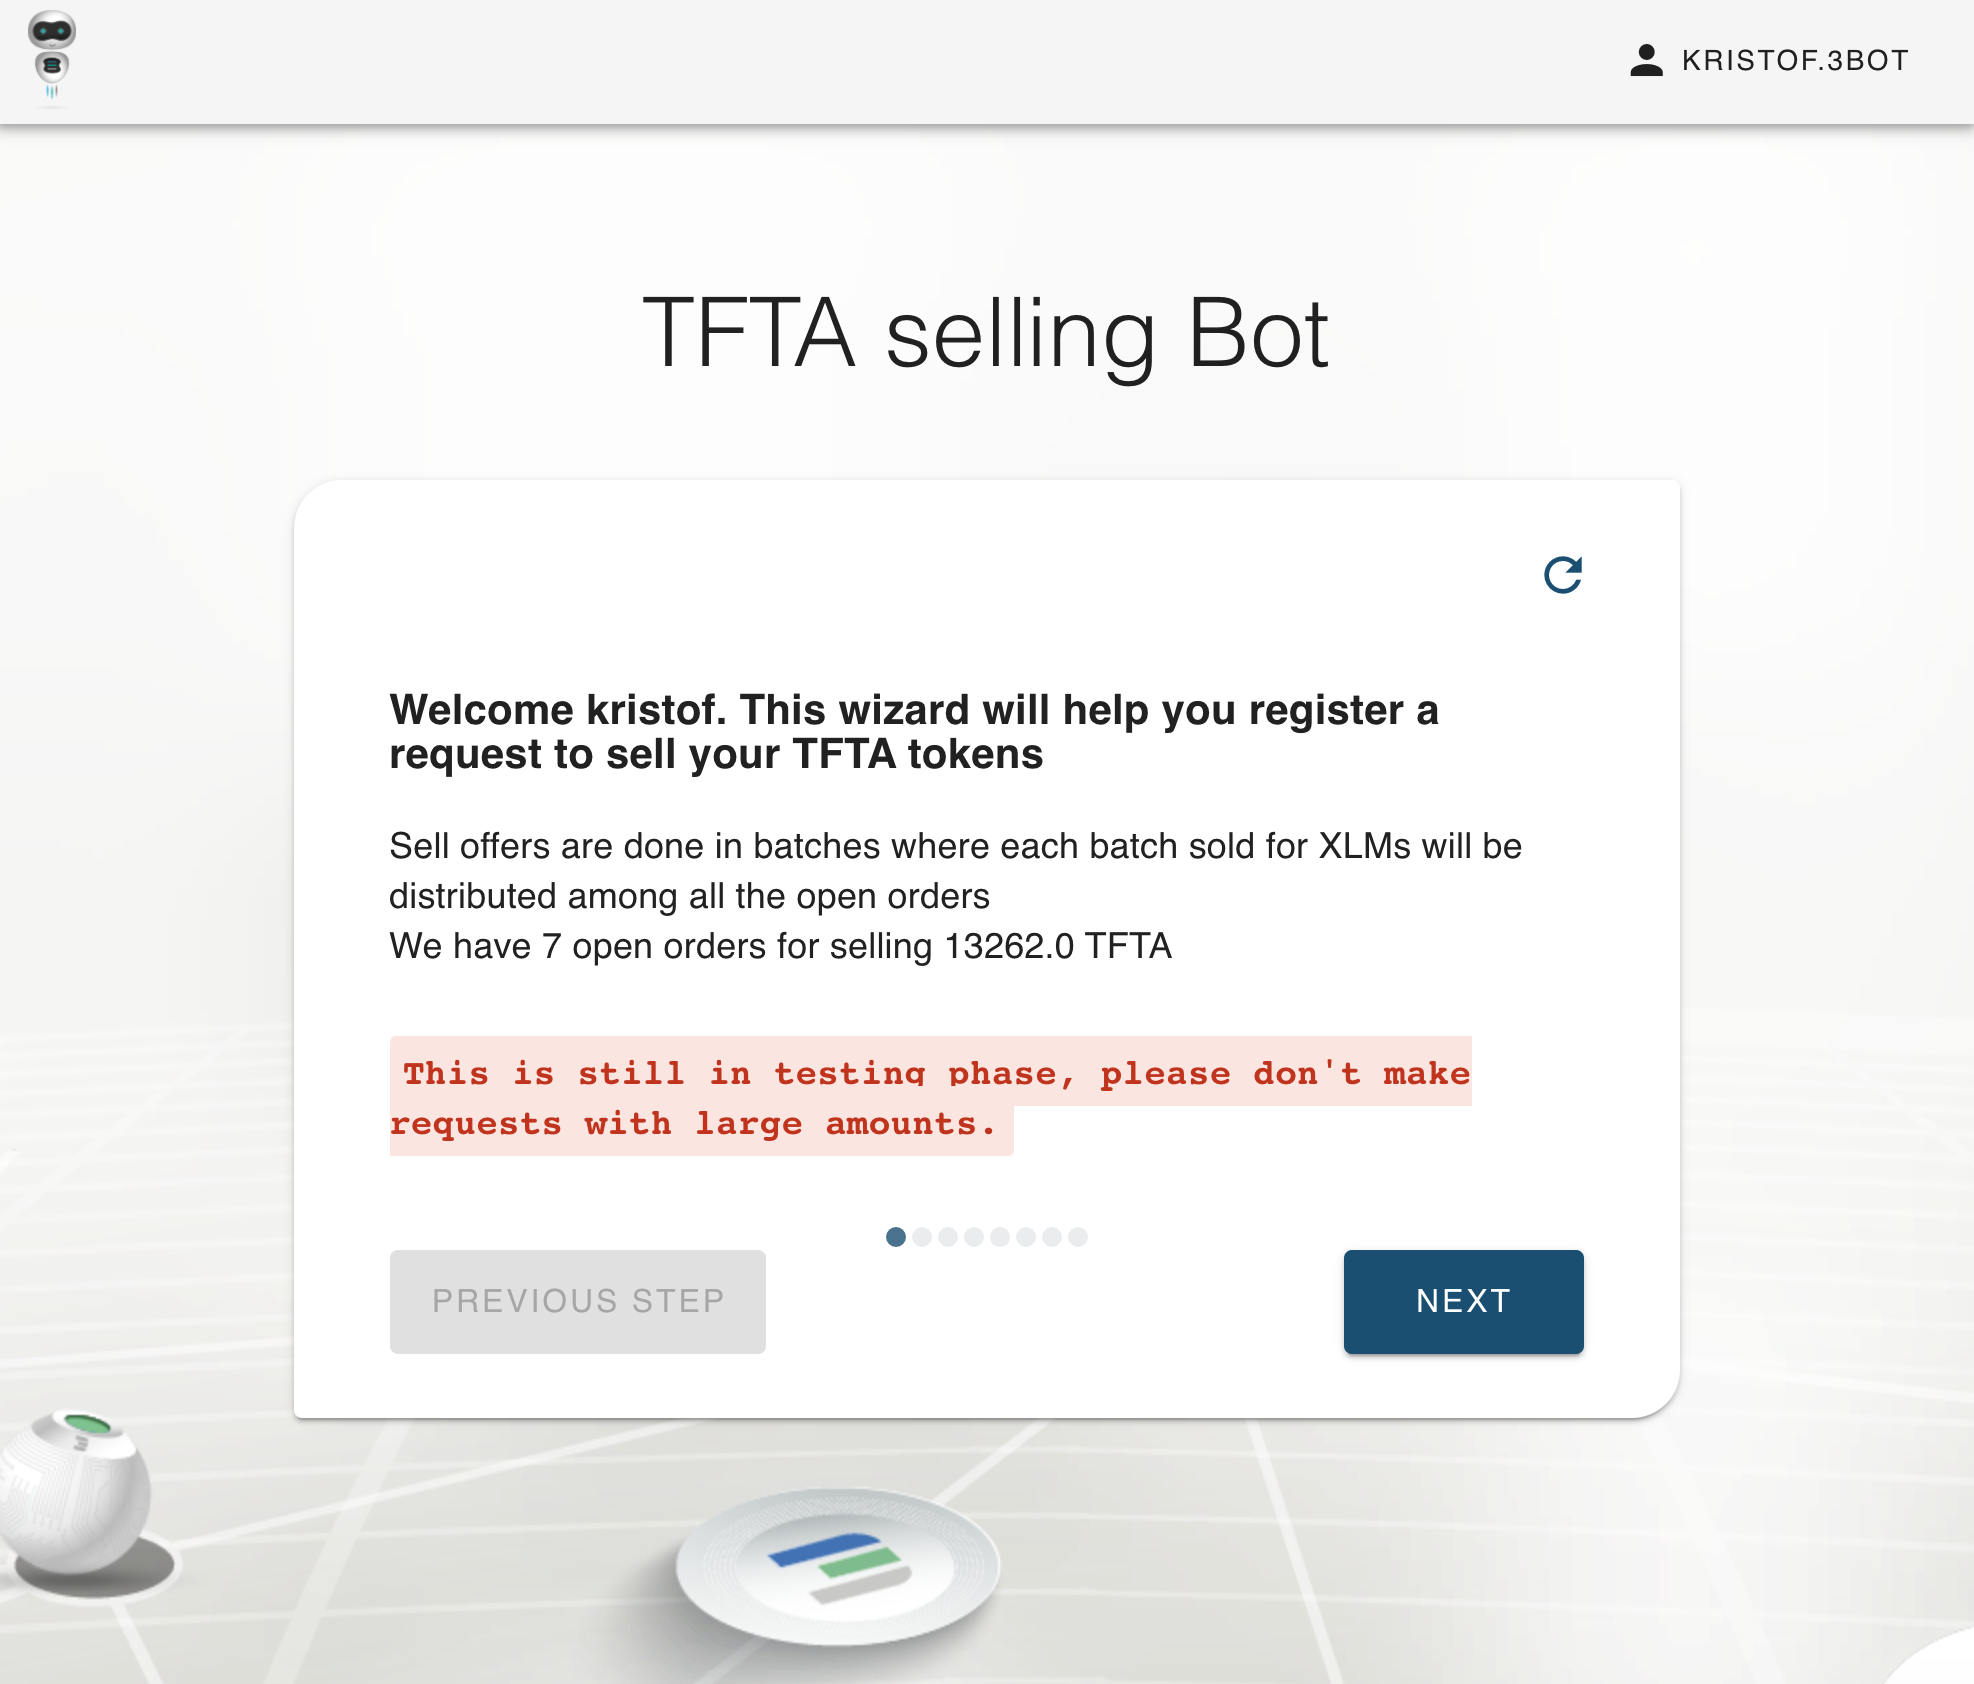 KRISTOF.3BOT
TFTA selling Bot
Welcome kristof. This wizard will help you register a
request to sell your TFTA tokens
Sell offers are done in batches where each batch sold for XLMs will be
distributed among all the open orders
We have 7 open orders for selling 13262.0 TFTA
This is still in testing phase, please don't make
requests with large amounts.
PREVIOUS STEP
NEXT